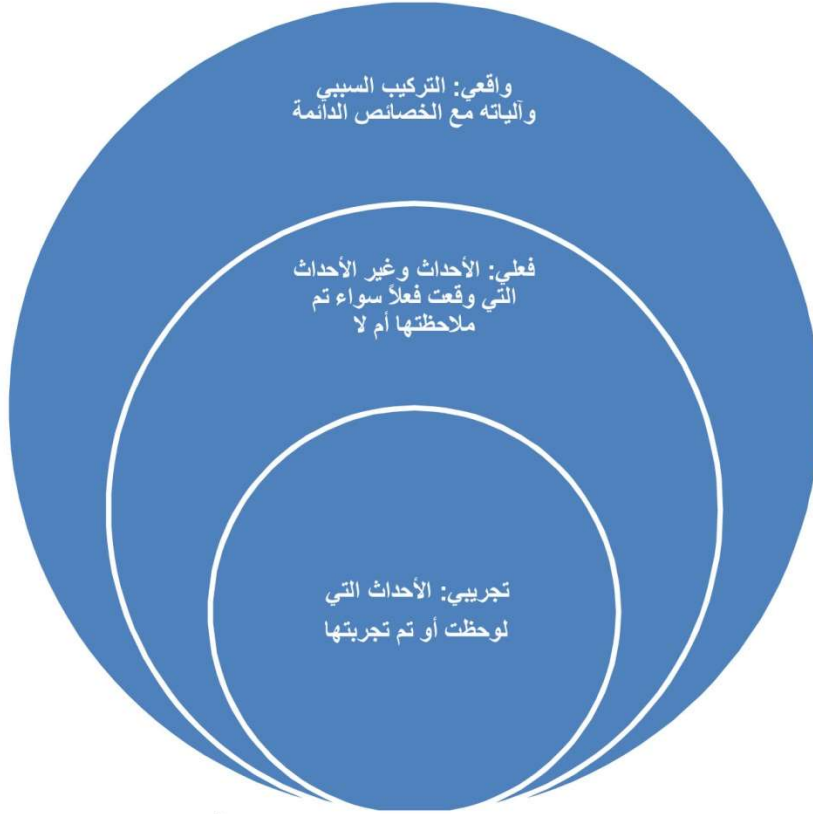 واقعي: التركيب السببي
وآلياته مع الخصائص الدائمة
فعلي: الأحداث وغير الأحداث
التي وقعت فعلاً سواء تم
ملاحظتها أم لا
تجريبي: الأحداث التي
لوحظت أو تم تجربتها